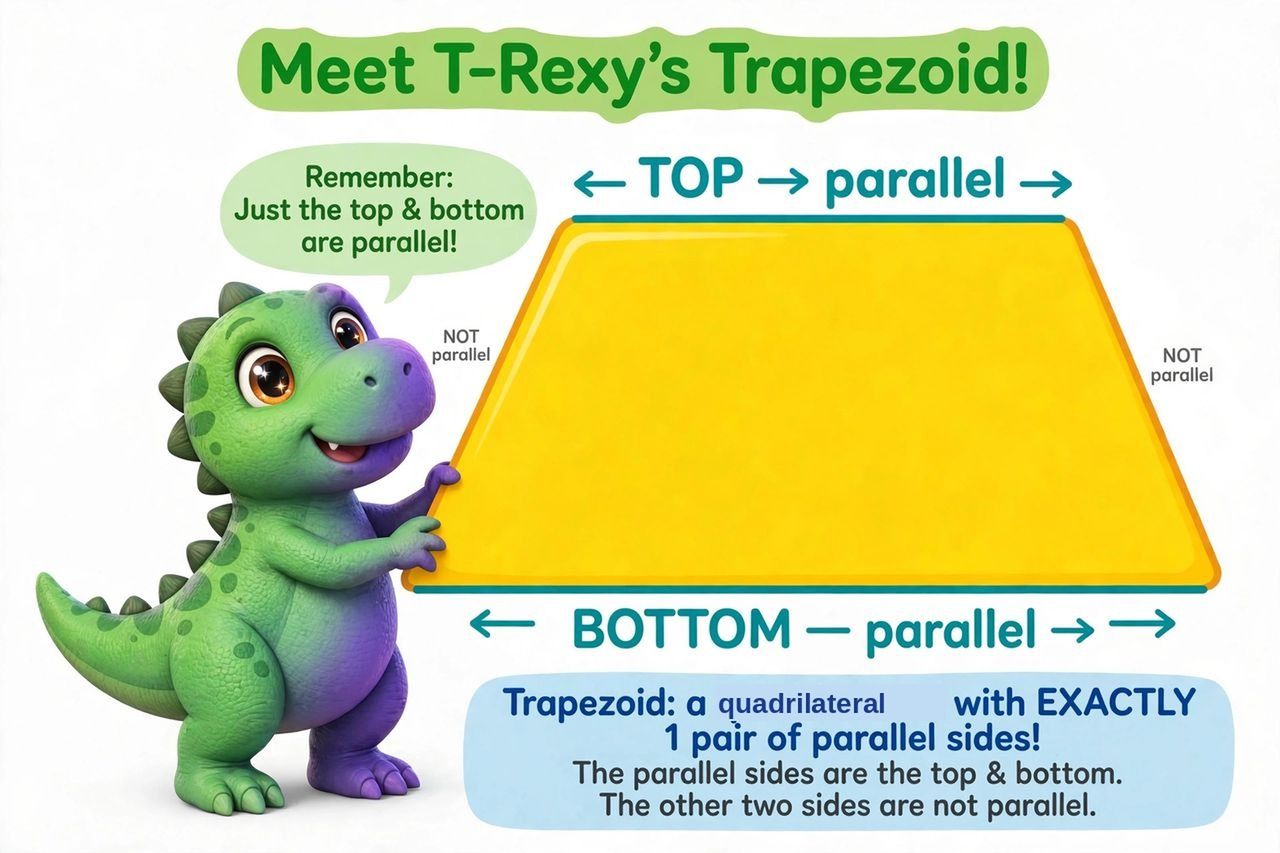 Meet T-Rexy's Trapezoid!
Remember:
Just the top & bottom
are parallel!
← TOP → parallel →
NOT
parallel
NOT
parallel
← BOTTOM — parallel → →
Trapezoid: a quadrilateral with EXACTLY
1 pair of parallel sides!
The parallel sides are the top & bottom.
The other two sides are not parallel.